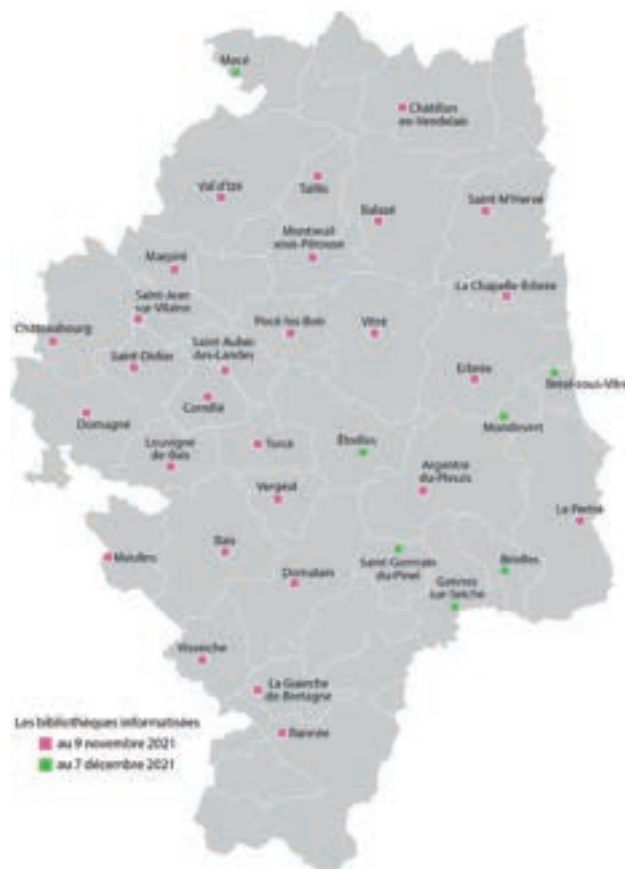 Mecé
Châtillon
en-Vendelais
Taillis
Val d'Izé
Balazé
Saint-M'Hervé
Montreuil
sous-Pérouse
Marpiré
La Chapelle-Erbrée
Saint-Jean
sur-Vilaine
Châteaubourg
Saint-Aubin
des-Landes
Pocé-les-Bois
Vitré
Saint-Didier
Erbrée
Bréal-sous-Vitré
Cornillé
Domagné
Mondevert
Louvigné
de-Bais
Torcé
Étrelles
Argentré
du-Plessis
Vergeal
Le Pertre
Bais
Moulins
Saint-Germain
du-Pinel
Brielles
Domalain
Gennes
sur-Seiche
Visseiche
La Guerche
de-Bretagne
Rannée
Les bibliothèques informatisées
au 9 novembre 2021
au 7 décembre 2021